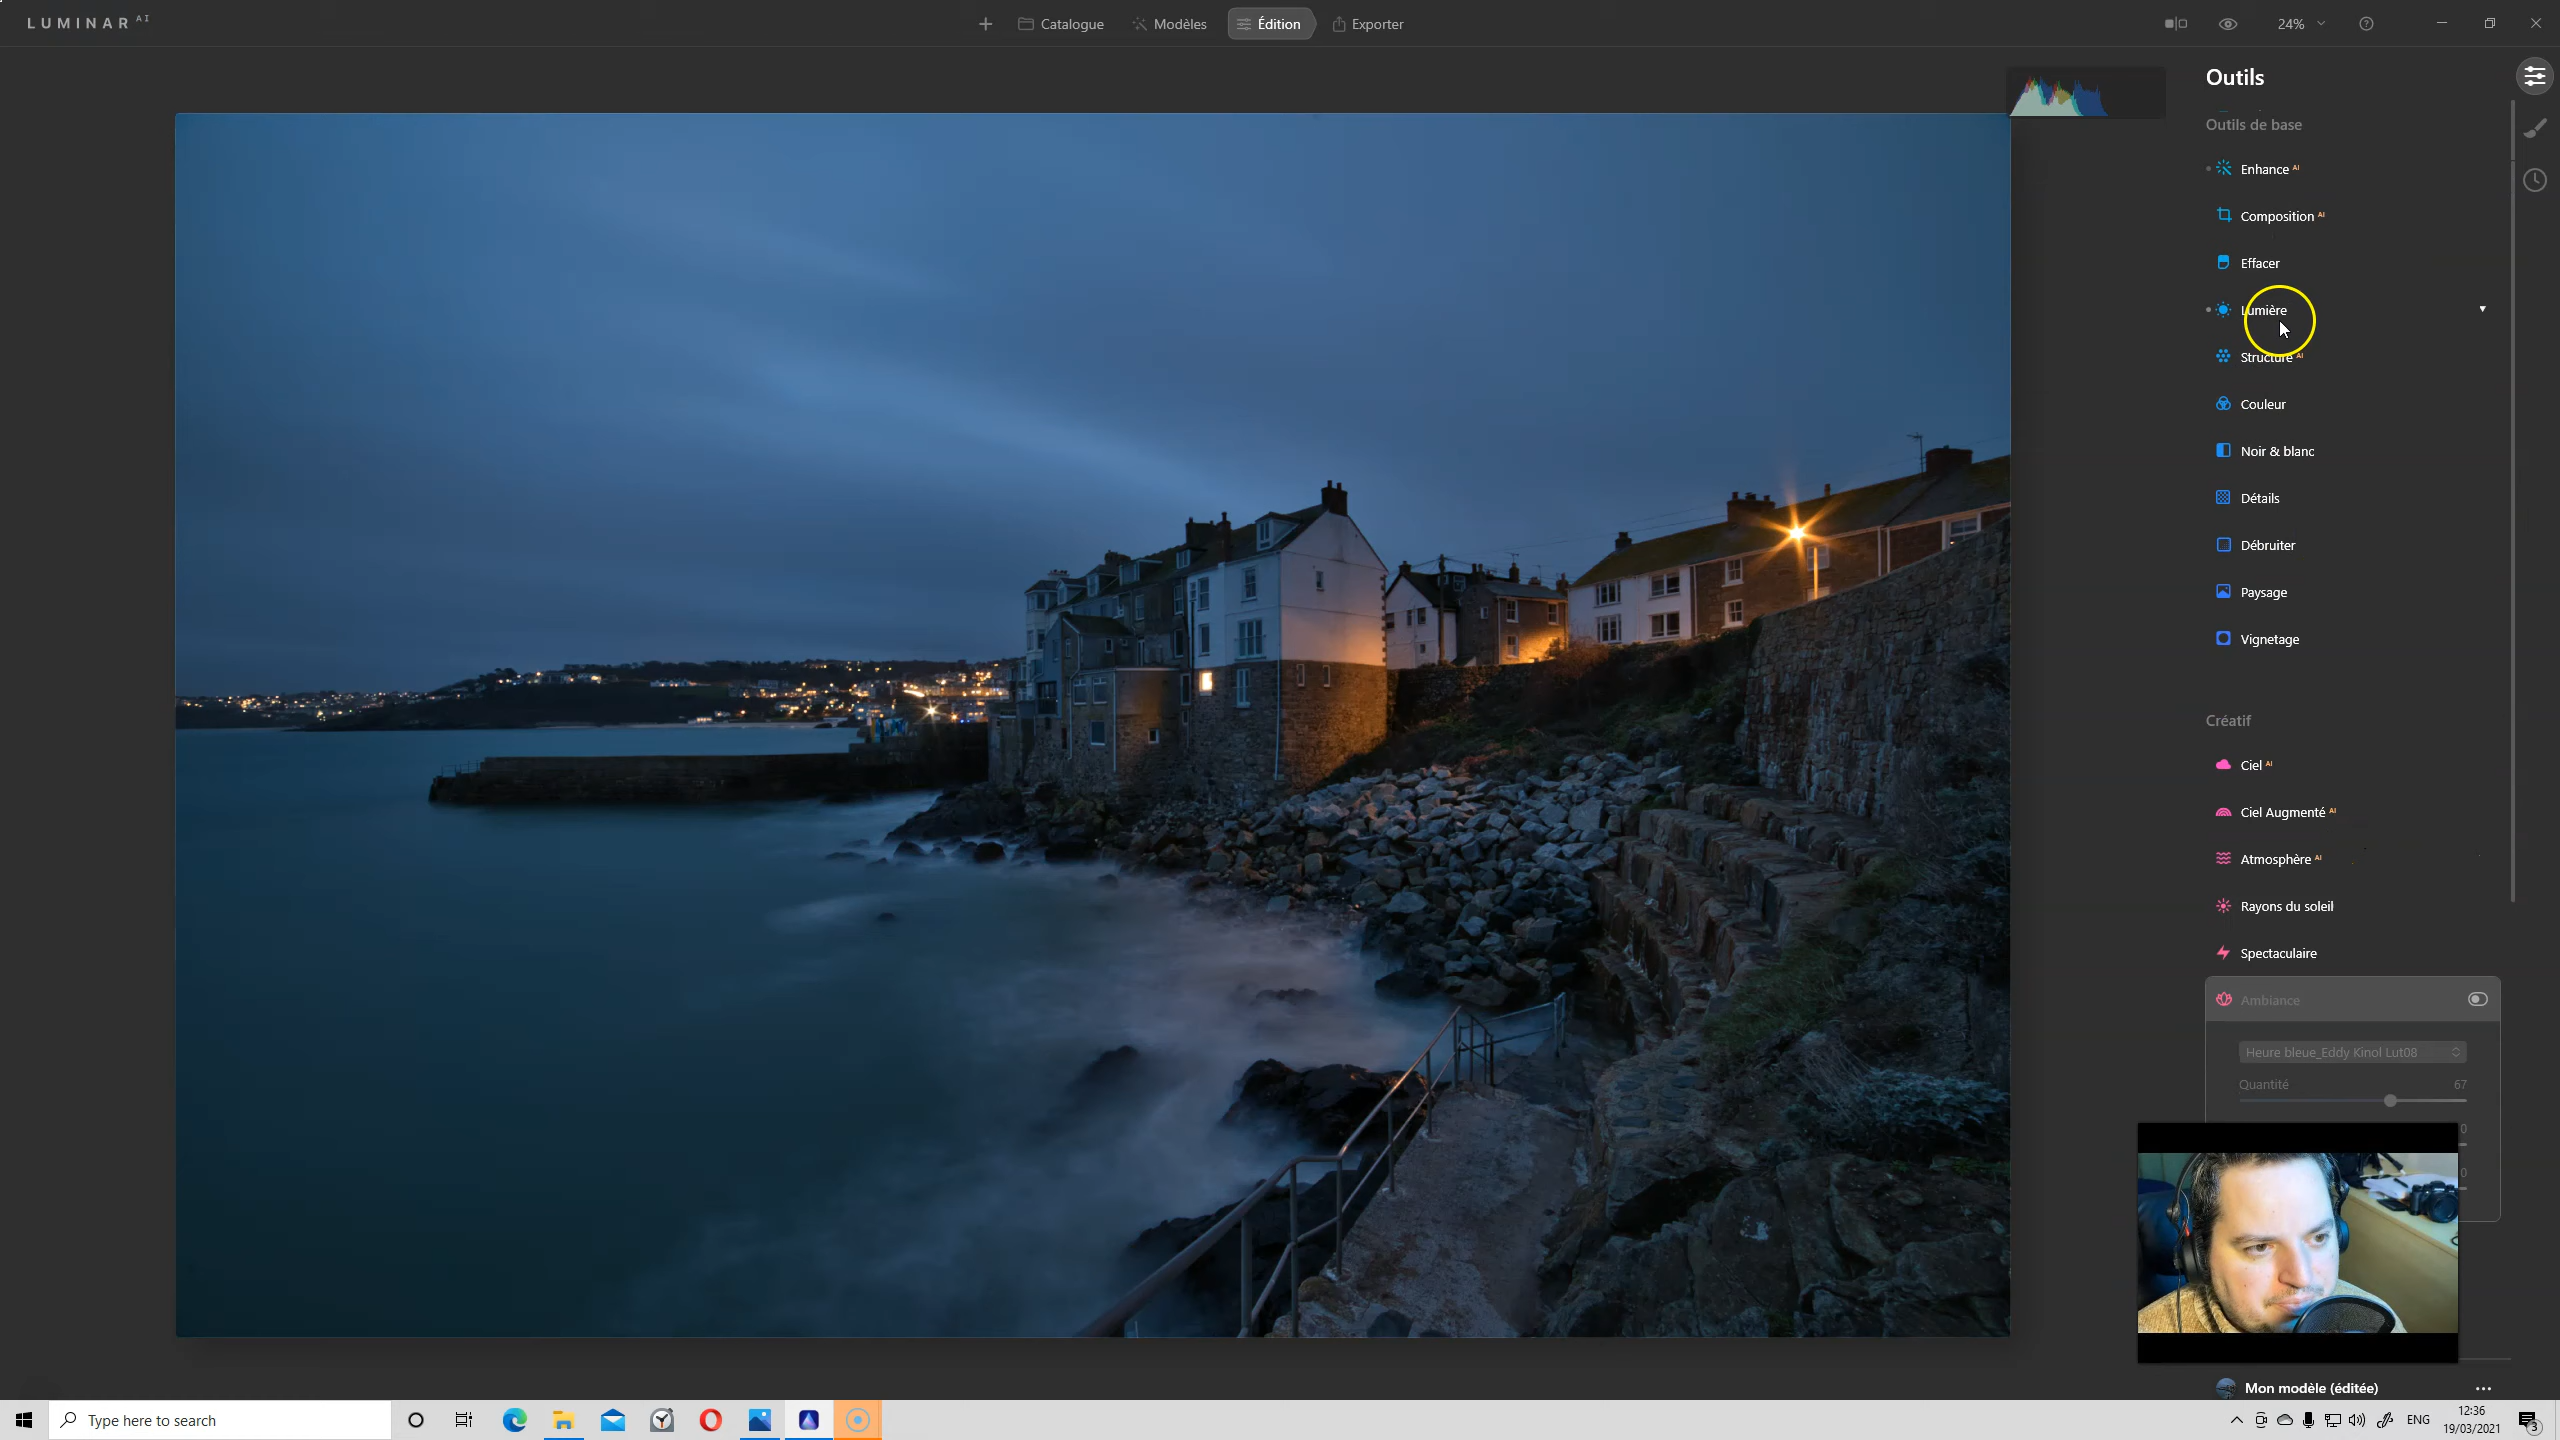 LUMINAR AI
Catalogue
Modèles
Édition
Exporter
24%
Outils
Outils de base
Enhance AI
Composition AI
Effacer
Lumière
Structure AI
Couleur
Noir & blanc
Détails
Débruiter
Paysage
Vignetage
Créatif
Ciel AI
Ciel Augmenté AI
Atmosphère AI
Rayons du soleil
Spectaculaire
Ambiance
Heure bleue_Eddy Kinol Lut08
Quantité 67
0
0
Mon modèle (éditée)
Type here to search
ENG
12:36
19/03/2021
3